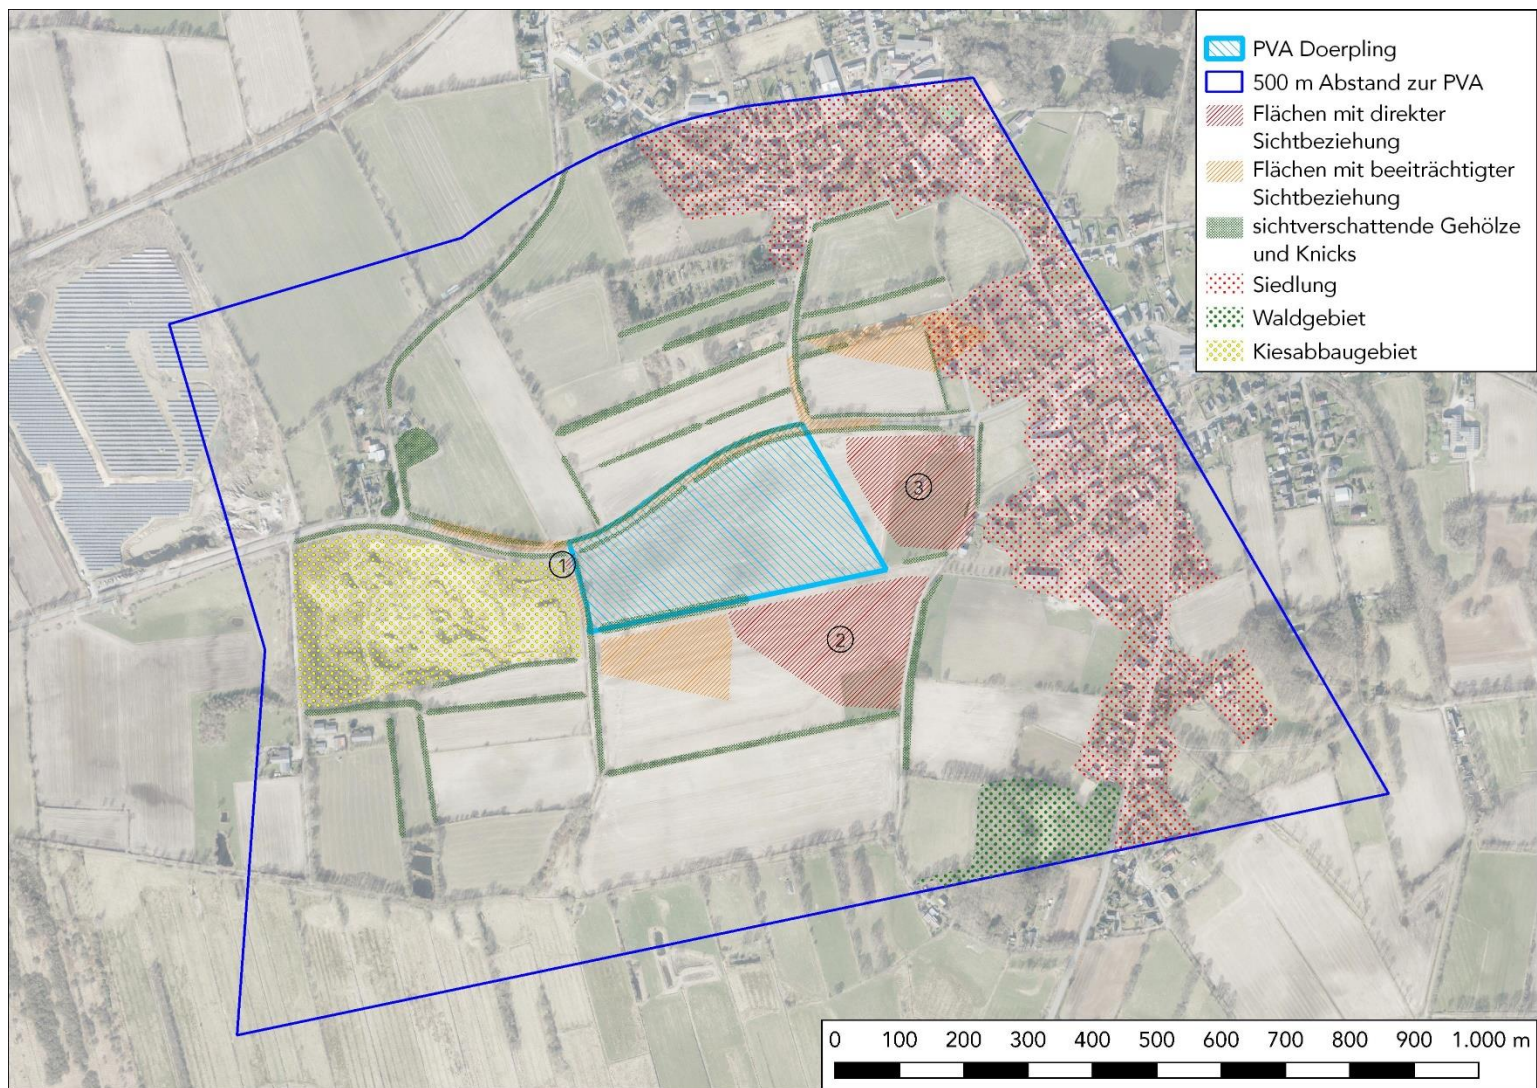 PVA Doerpling
500 m Abstand zur PVA
Flächen mit direkter
Sichtbeziehung
Flächen mit beeiträchtigter
Sichtbeziehung
sichtverschattende Gehölze
und Knicks
Siedlung
Waldgebiet
Kiesabbaugebiet
3
1
2
0 100 200 300 400 500 600 700 800 900 1.000 m